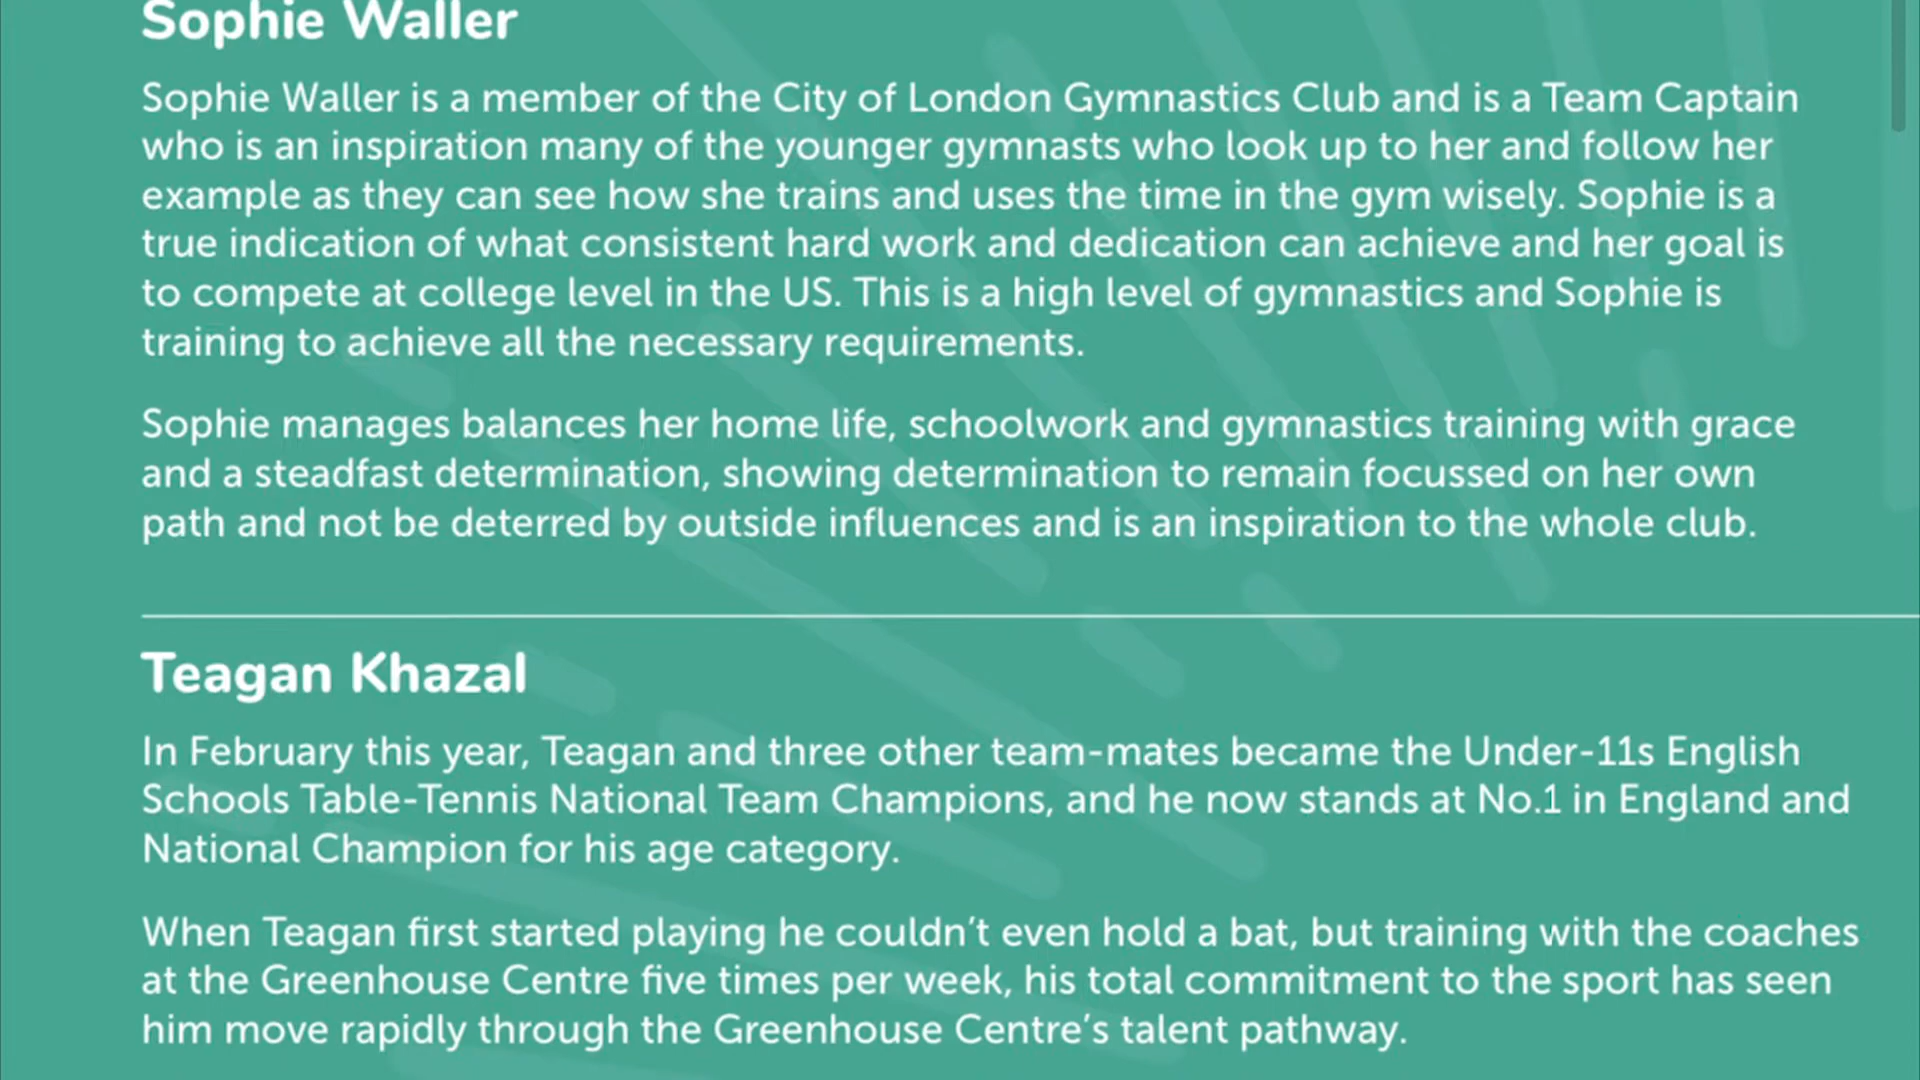 Sophie Waller
Sophie Waller is a member of the City of London Gymnastics Club and is a Team Captain
who is an inspiration many of the younger gymnasts who look up to her and follow her
example as they can see how she trains and uses the time in the gym wisely. Sophie is a
true indication of what consistent hard work and dedication can achieve and her goal is
to compete at college level in the US. This is a high level of gymnastics and Sophie is
training to achieve all the necessary requirements.
Sophie manages balances her home life, schoolwork and gymnastics training with grace
and a steadfast determination, showing determination to remain focussed on her own
path and not be deterred by outside influences and is an inspiration to the whole club.
Teagan Khazal
In February this year, Teagan and three other team-mates became the Under-11s English
Schools Table-Tennis National Team Champions, and he now stands at No.1 in England and
National Champion for his age category.
When Teagan first started playing he couldn’t even hold a bat, but training with the coaches
at the Greenhouse Centre five times per week, his total commitment to the sport has seen
him move rapidly through the Greenhouse Centre’s talent pathway.